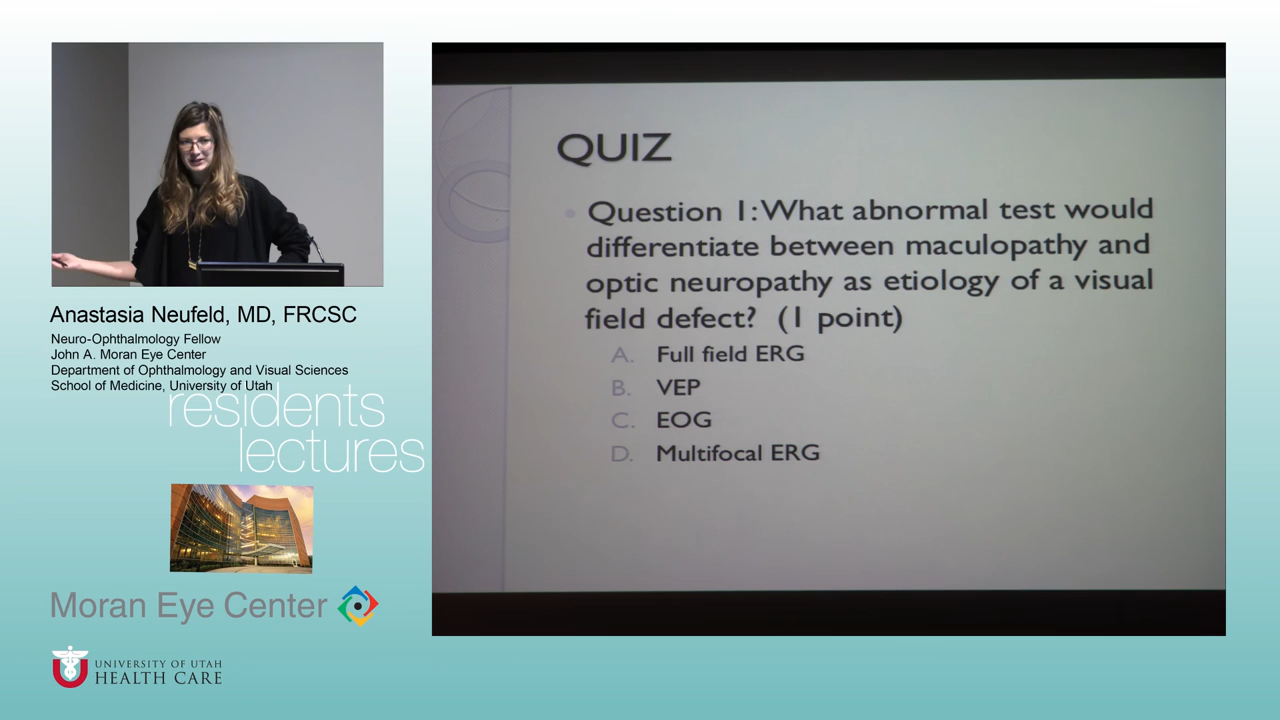 QUIZ
Question 1: What abnormal test would
differentiate between maculopathy and
optic neuropathy as etiology of a visual
field defect? (1 point)
A. Full field ERG
B. VEP
C. EOG
D. Multifocal ERG
Anastasia Neufeld, MD, FRCSC
Neuro-Ophthalmology Fellow
John A. Moran Eye Center
Department of Ophthalmology and Visual Sciences
School of Medicine, University of Utah
residents
lectures
Moran Eye Center
UNIVERSITY OF UTAH
HEALTH CARE